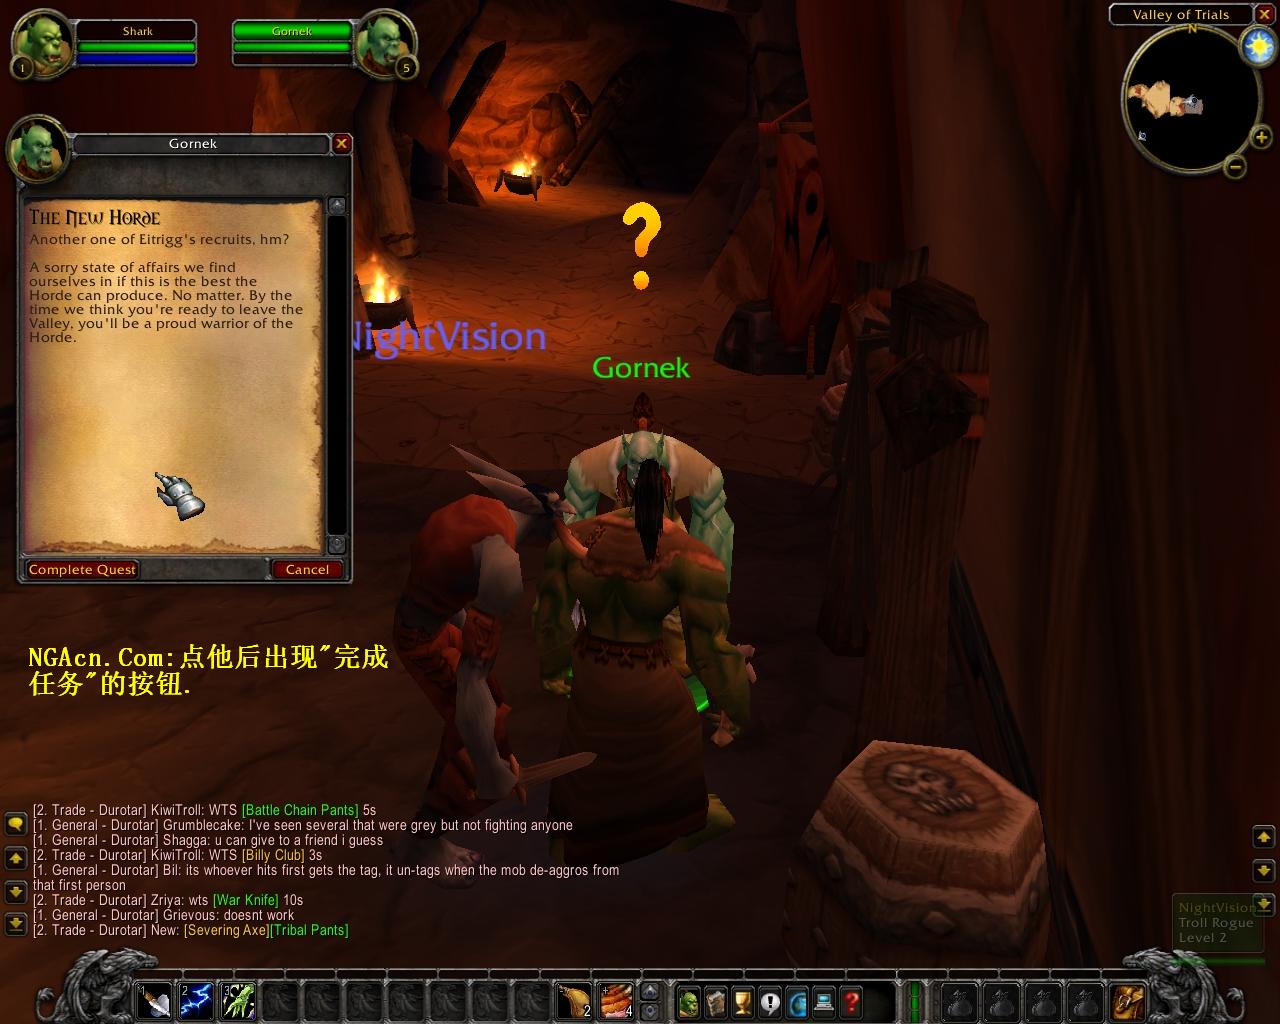 Shark
Gornek
1
5
Valley of Trials
N
Gornek
The New Horde
Another one of Eitrigg's recruits, hm?
A sorry state of affairs we find
ourselves in if this is the best the
Horde can produce. No matter. By the
time we think you're ready to leave the
Valley, you'll be a proud warrior of the
Horde.
Complete Quest
Cancel
NightVision
Gornek
NGAcn.Com:点他后出现"完成
任务"的按钮.
[2. Trade - Durotar] KiwiTroll: WTS [Battle Chain Pants] 5s
[1. General - Durotar] Grumblecake: I've seen several that were grey but not fighting anyone
[1. General - Durotar] Shagga: u can give to a friend i guess
[2. Trade - Durotar] KiwiTroll: WTS [Billy Club] 3s
[1. General - Durotar] Bil: its whoever hits first gets the tag, it un-tags when the mob de-aggros from
that first person
[2. Trade - Durotar] Zriya: wts [War Knife] 10s
[1. General - Durotar] Grievous: doesnt work
[2. Trade - Durotar] New: [Severing Axe][Tribal Pants]
NightVision
Troll Rogue
Level 2
1 2 3 2 4